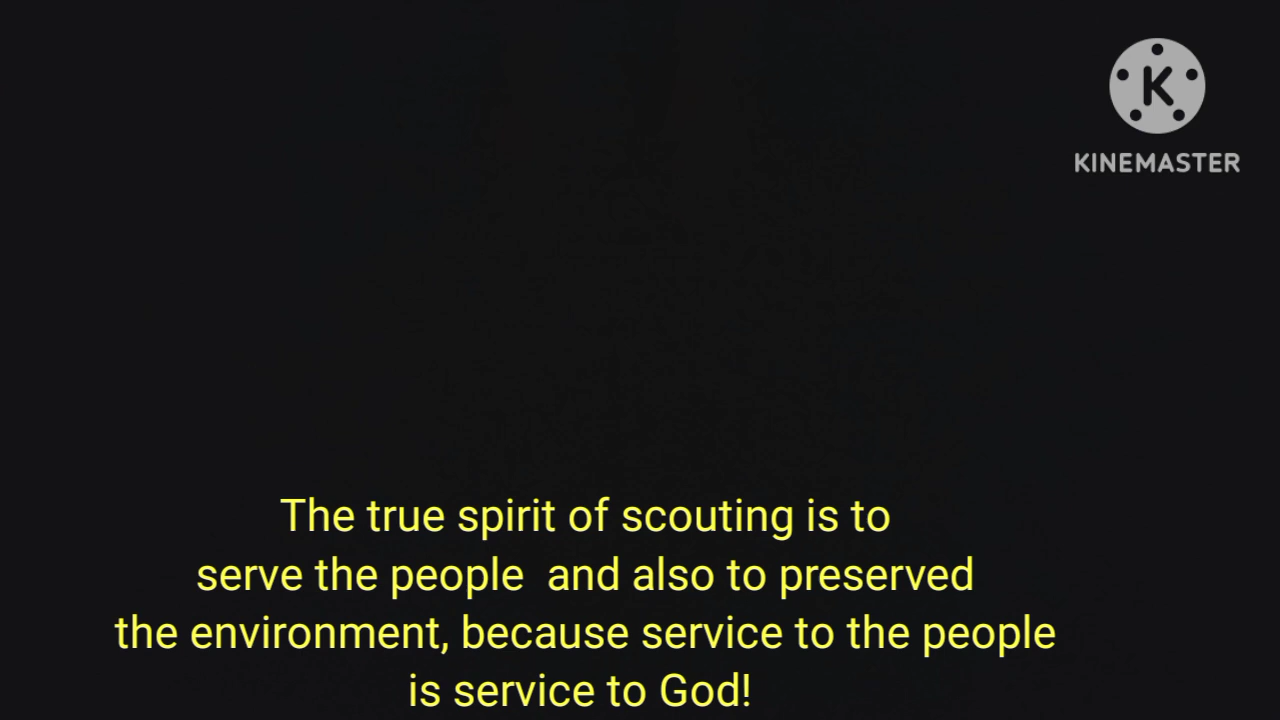 K
KINEMASTER
The true spirit of scouting is to
serve the people  and also to preserved
the environment, because service to the people
is service to God!